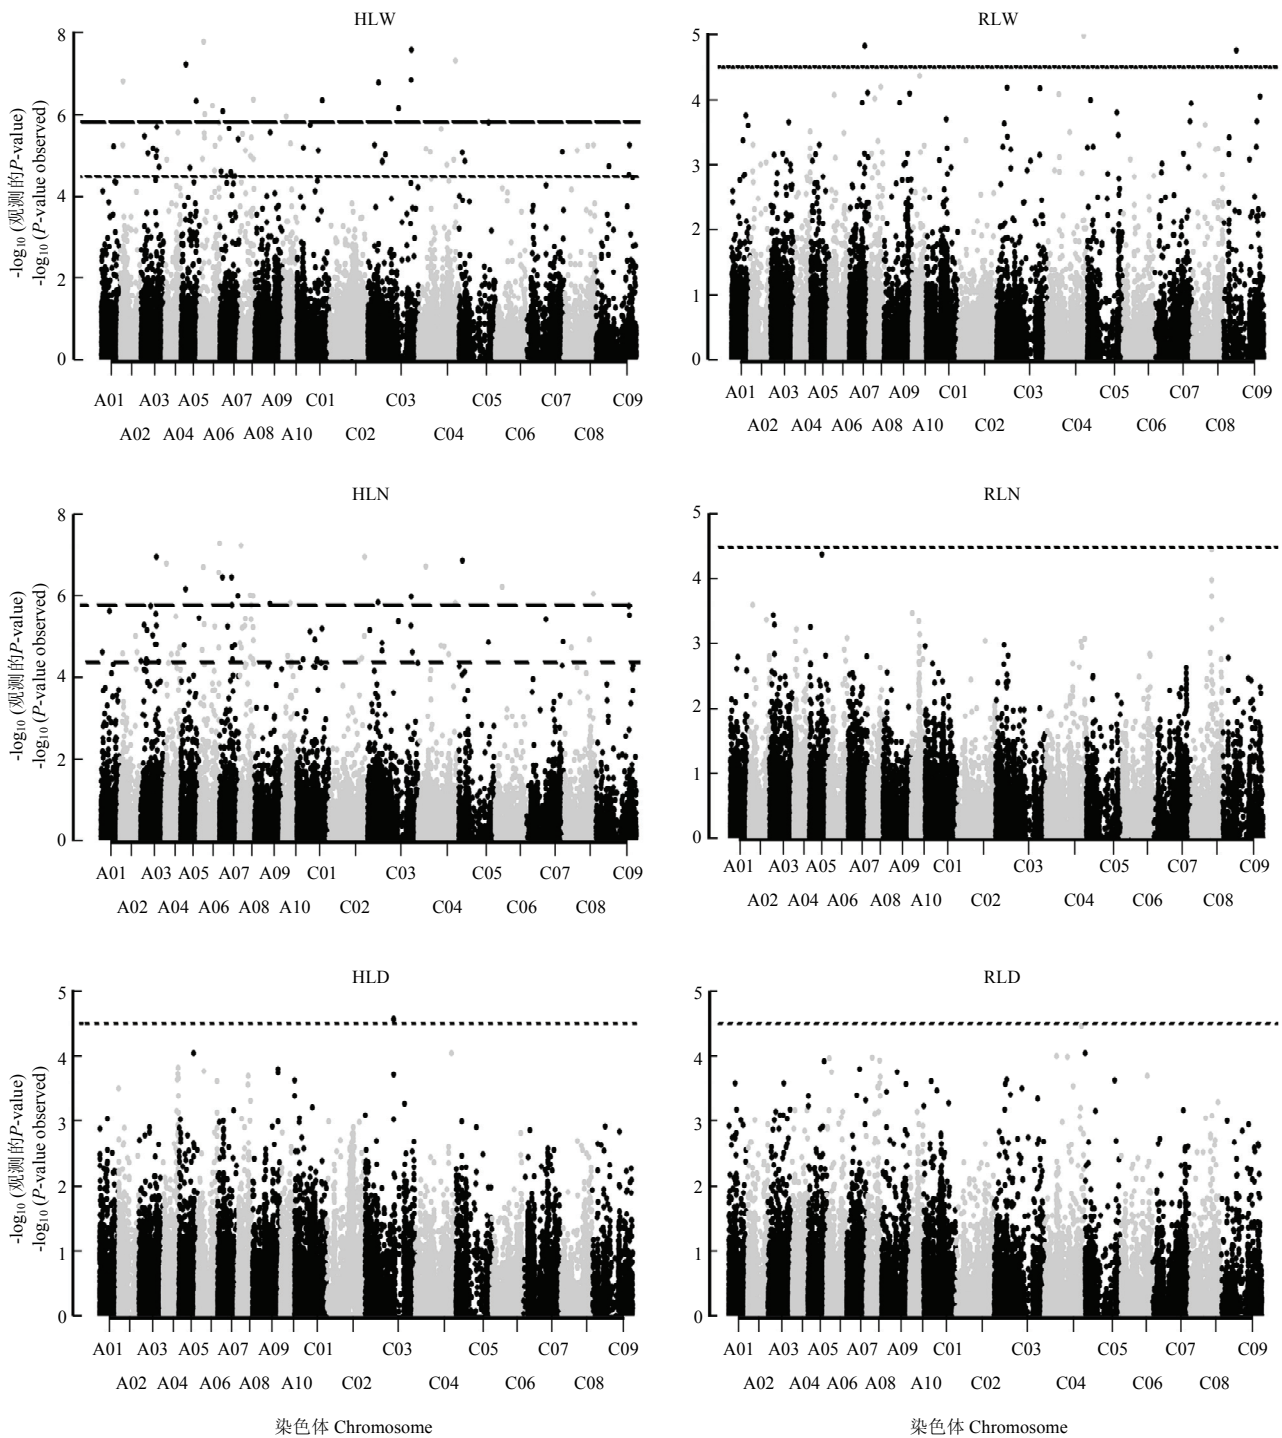 HLW
RLW
-log₁₀ (观测的P-value)
-log₁₀ (P-value observed)
8
6
4
2
0
5
4
3
2
1
0
A01 A03 A05 A07 A09 C01 C03 C05 C07 C09
A02 A04 A06 A08 A10 C02 C04 C06 C08
A01 A03 A05 A07 A09 C01 C03 C05 C07 C09
A02 A04 A06 A08 A10 C02 C04 C06 C08
HLN
RLN
-log₁₀ (观测的P-value)
-log₁₀ (P-value observed)
8
6
4
2
0
5
4
3
2
1
0
A01 A03 A05 A07 A09 C01 C03 C05 C07 C09
A02 A04 A06 A08 A10 C02 C04 C06 C08
A01 A03 A05 A07 A09 C01 C03 C05 C07 C09
A02 A04 A06 A08 A10 C02 C04 C06 C08
HLD
RLD
-log₁₀ (观测的P-value)
-log₁₀ (P-value observed)
5
4
3
2
1
0
5
4
3
2
1
0
A01 A03 A05 A07 A09 C01 C03 C05 C07 C09
A02 A04 A06 A08 A10 C02 C04 C06 C08
A01 A03 A05 A07 A09 C01 C03 C05 C07 C09
A02 A04 A06 A08 A10 C02 C04 C06 C08
染色体 Chromosome
染色体 Chromosome